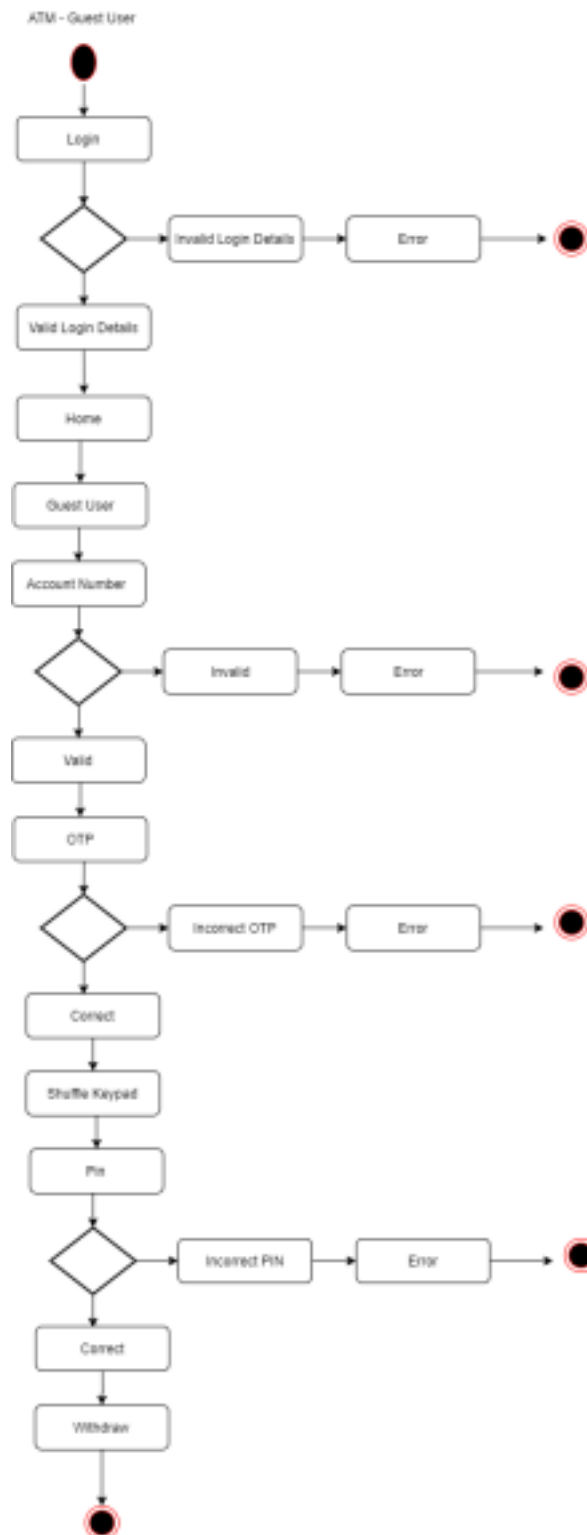 ATM - Guest User
Login
Invalid Login Details
Error
Valid Login Details
Home
Guest User
Account Number
Invalid
Error
Valid
OTP
Incorrect OTP
Error
Correct
Shuffle Keypad
Pin
Incorrect PIN
Error
Correct
Withdraw